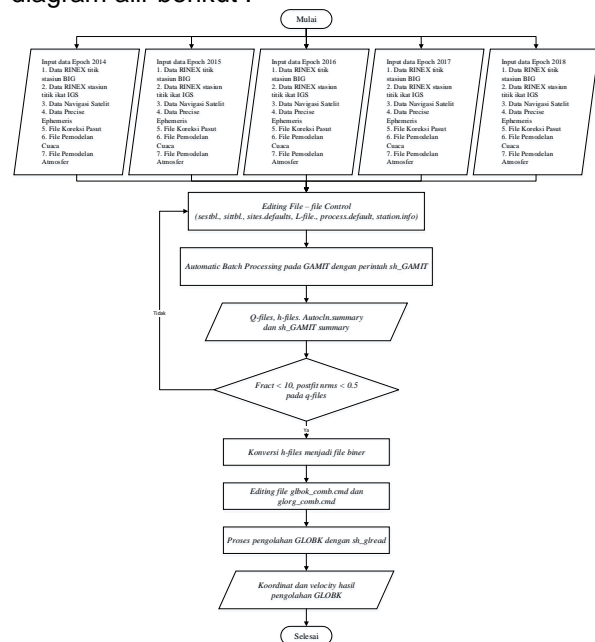 diagram alir berikut :
Mulai
Input data Epoch 2014
1. Data RINEX titik
stasiun BIG
2. Data RINEX stasiun
titik ikat IGS
3. Data Navigasi Satelit
4. Data Precise
Ephemeris
5. File Koreksi Pasut
6. File Pemodelan
Cuaca
7. File Pemodelan
Atmosfer
Input data Epoch 2015
1. Data RINEX titik
stasiun BIG
2. Data RINEX stasiun
titik ikat IGS
3. Data Navigasi Satelit
4. Data Precise
Ephemeris
5. File Koreksi Pasut
6. File Pemodelan
Cuaca
7. File Pemodelan
Atmosfer
Input data Epoch 2016
1. Data RINEX titik
stasiun BIG
2. Data RINEX stasiun
titik ikat IGS
3. Data Navigasi Satelit
4. Data Precise
Ephemeris
5. File Koreksi Pasut
6. File Pemodelan
Cuaca
7. File Pemodelan
Atmosfer
Input data Epoch 2017
1. Data RINEX titik
stasiun BIG
2. Data RINEX stasiun
titik ikat IGS
3. Data Navigasi Satelit
4. Data Precise
Ephemeris
5. File Koreksi Pasut
6. File Pemodelan
Cuaca
7. File Pemodelan
Atmosfer
Input data Epoch 2018
1. Data RINEX titik
stasiun BIG
2. Data RINEX stasiun
titik ikat IGS
3. Data Navigasi Satelit
4. Data Precise
Ephemeris
5. File Koreksi Pasut
6. File Pemodelan
Cuaca
7. File Pemodelan
Atmosfer
Editing File – file Control
(sestbl., sittbl., sites.defaults, L-file., process.default, station.info)
Automatic Batch Processing pada GAMIT dengan perintah sh_GAMIT
Q-files, h-files. Autocln.summary
dan sh_GAMIT summary
Tidak
Fract < 10, postfit nrms < 0.5
pada q-files
Ya
Konversi h-files menjadi file biner
Editing file glbok_comb.cmd dan
glorg_comb.cmd
Proses pengolahan GLOBK dengan sh_glread
Koordinat dan velocity hasil
pengolahan GLOBK
Selesai